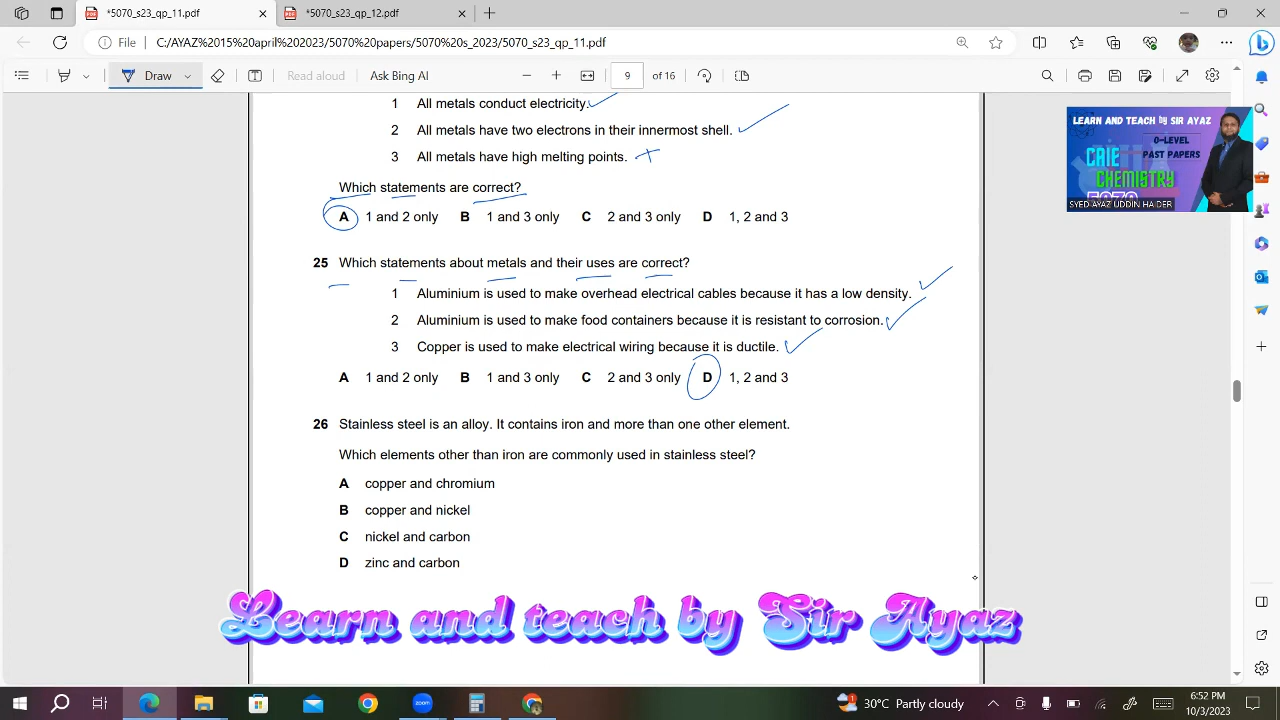 *5070_s23_qp_11.pdf
*5070_s23_qp_12.pdf
File C:/AYAZ%2015%20april%202023/5070%20papers/5070%20s_2023/5070_s23_qp_11.pdf
Draw Read aloud Ask Bing AI 9 of 16
1 All metals conduct electricity.
2 All metals have two electrons in their innermost shell.
3 All metals have high melting points.
Which statements are correct?
A 1 and 2 only B 1 and 3 only C 2 and 3 only D 1, 2 and 3
25 Which statements about metals and their uses are correct?
1 Aluminium is used to make overhead electrical cables because it has a low density.
2 Aluminium is used to make food containers because it is resistant to corrosion.
3 Copper is used to make electrical wiring because it is ductile.
A 1 and 2 only B 1 and 3 only C 2 and 3 only D 1, 2 and 3
26 Stainless steel is an alloy. It contains iron and more than one other element.
Which elements other than iron are commonly used in stainless steel?
A copper and chromium
B copper and nickel
C nickel and carbon
D zinc and carbon
LEARN AND TEACH by SIR AYAZ
O-LEVEL
PAST PAPERS
CAIE
CHEMISTRY
5070
SYED AYAZ UDDIN HAIDER
Learn and teach by Sir Ayaz
zoom
1
30°C Partly cloudy
6:52 PM
10/3/2023